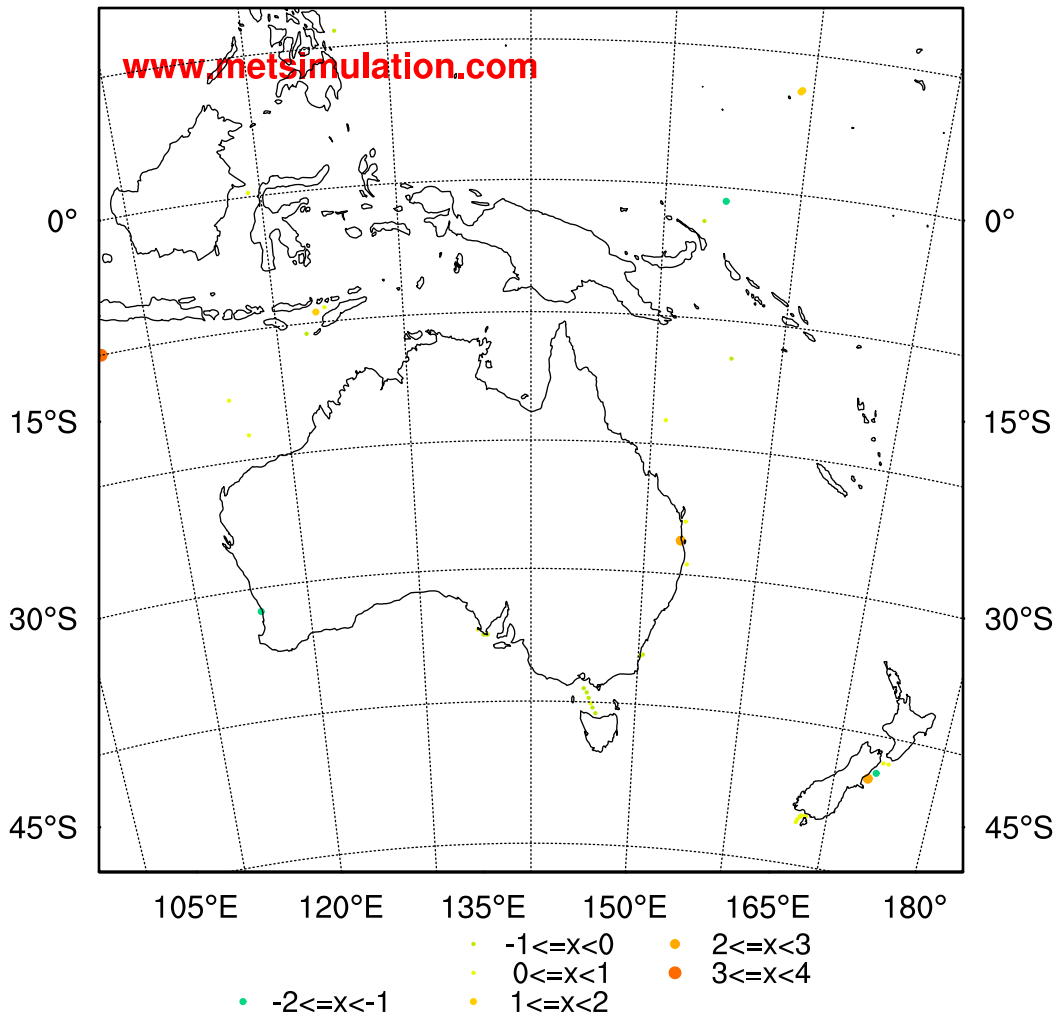 www.metsimulation.com
0° 0°
15°S 15°S
30°S 30°S
45°S 45°S
105°E 120°E 135°E 150°E 165°E 180°
-1<=x<0 2<=x<3
0<=x<1 3<=x<4
-2<=x<-1 1<=x<2